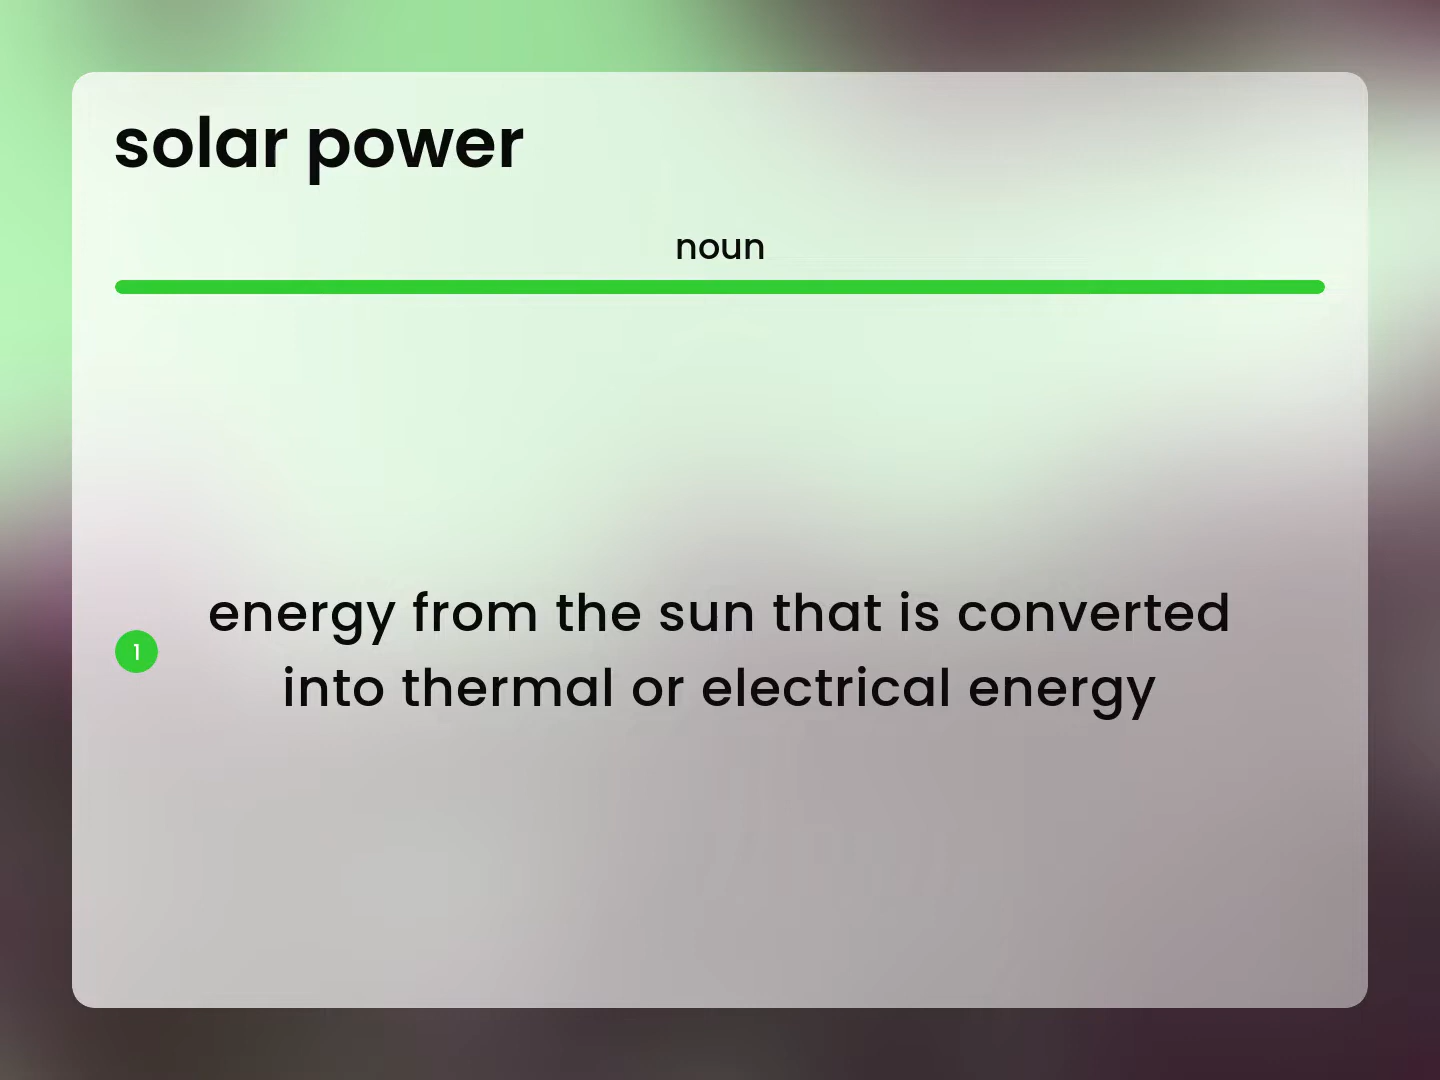 solar power
noun
1
energy from the sun that is converted
into thermal or electrical energy